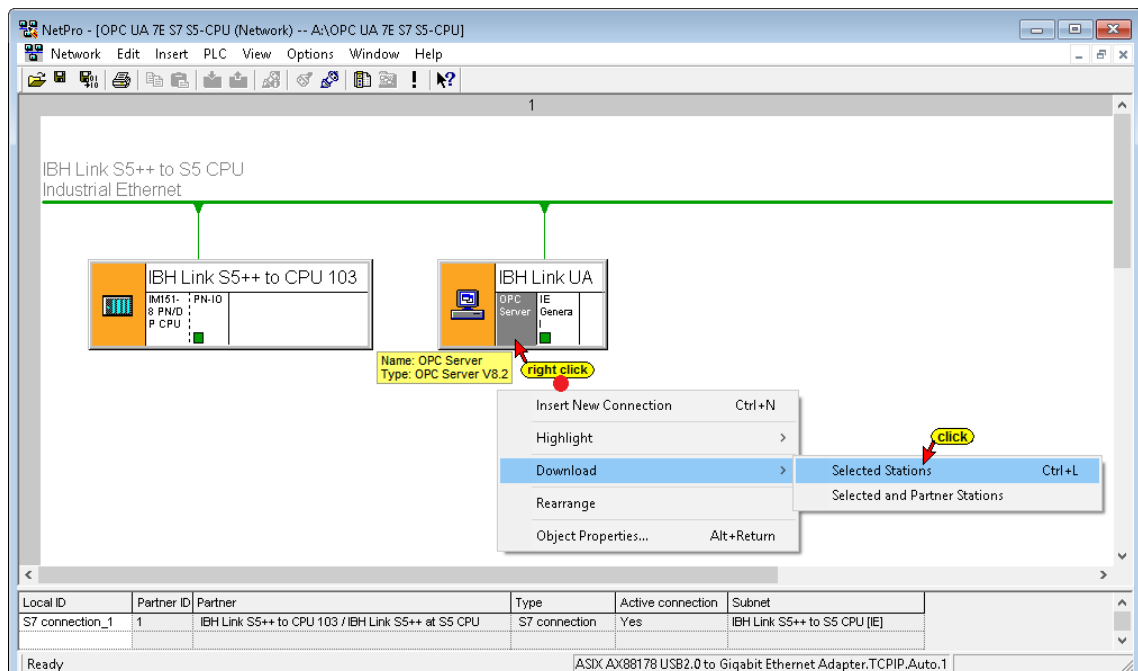 NetPro - [OPC UA 7E S7 S5-CPU (Network) -- A:\OPC UA 7E S7 S5-CPU]
Network Edit Insert PLC View Options Window Help
1
IBH Link S5++ to S5 CPU
Industrial Ethernet
IBH Link S5++ to CPU 103
IM151-
8 PN/D
P CPU
PN-IO
IBH Link UA
OPC
Server
IE
Genera
l
Name: OPC Server
Type: OPC Server V8.2
right click
Insert New Connection Ctrl+N
Highlight
click
Download
Selected Stations Ctrl+L
Selected and Partner Stations
Rearrange
Object Properties... Alt+Return
Local ID Partner ID Partner Type Active connection Subnet
S7 connection_1 1 IBH Link S5++ to CPU 103 / IBH Link S5++ at S5 CPU S7 connection Yes IBH Link S5++ to S5 CPU [IE]
Ready ASIX AX88178 USB2.0 to Gigabit Ethernet Adapter.TCPIP.Auto.1